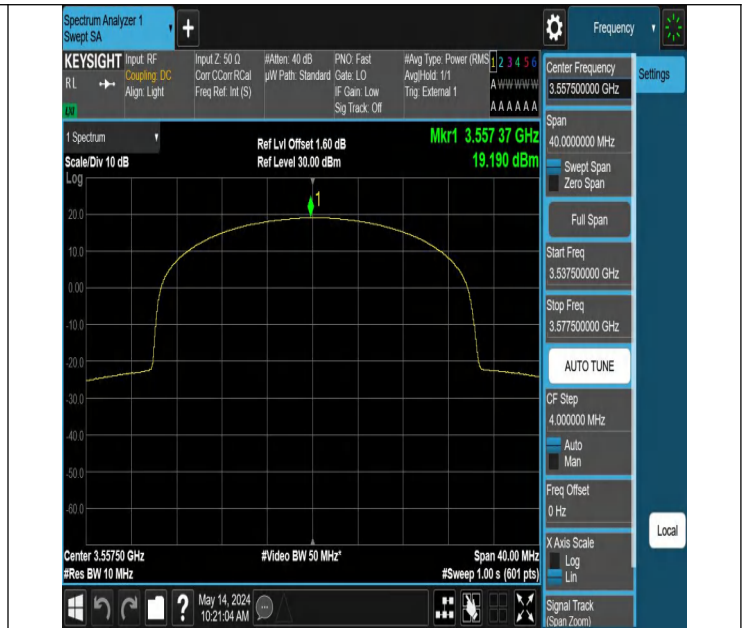 Spectrum Analyzer 1
Swept SA
+
Frequency
KEYSIGHT
RL
Input: RF
Coupling: DC
Align: Light
Input Z: 50 Ω
Corr CCorr RCal
Freq Ref: Int (S)
#Atten: 40 dB
µW Path: Standard
PNO: Fast
Gate: LO
IF Gain: Low
Sig Track: Off
#Avg Type: Power (RMS
Avg|Hold: 1/1
Trig: External 1
1 2 3 4 5 6
A W W W W W
A A A A A A
1 Spectrum
Scale/Div 10 dB
Log
Ref Lvl Offset 1.60 dB
Ref Level 30.00 dBm
Mkr1 3.557 37 GHz
19.190 dBm
1
20.0
10.0
0.00
-10.0
-20.0
-30.0
-40.0
-50.0
-60.0
Center 3.55750 GHz
#Res BW 10 MHz
#Video BW 50 MHz*
Span 40.00 MHz
#Sweep 1.00 s (601 pts)
?
May 14, 2024
10:21:04 AM
Center Frequency
3.557500000 GHz
Settings
Span
40.0000000 MHz
Swept Span
Zero Span
Full Span
Start Freq
3.537500000 GHz
Stop Freq
3.577500000 GHz
AUTO TUNE
CF Step
4.000000 MHz
Auto
Man
Freq Offset
0 Hz
Local
X Axis Scale
Log
Lin
Signal Track
(Span Zoom)